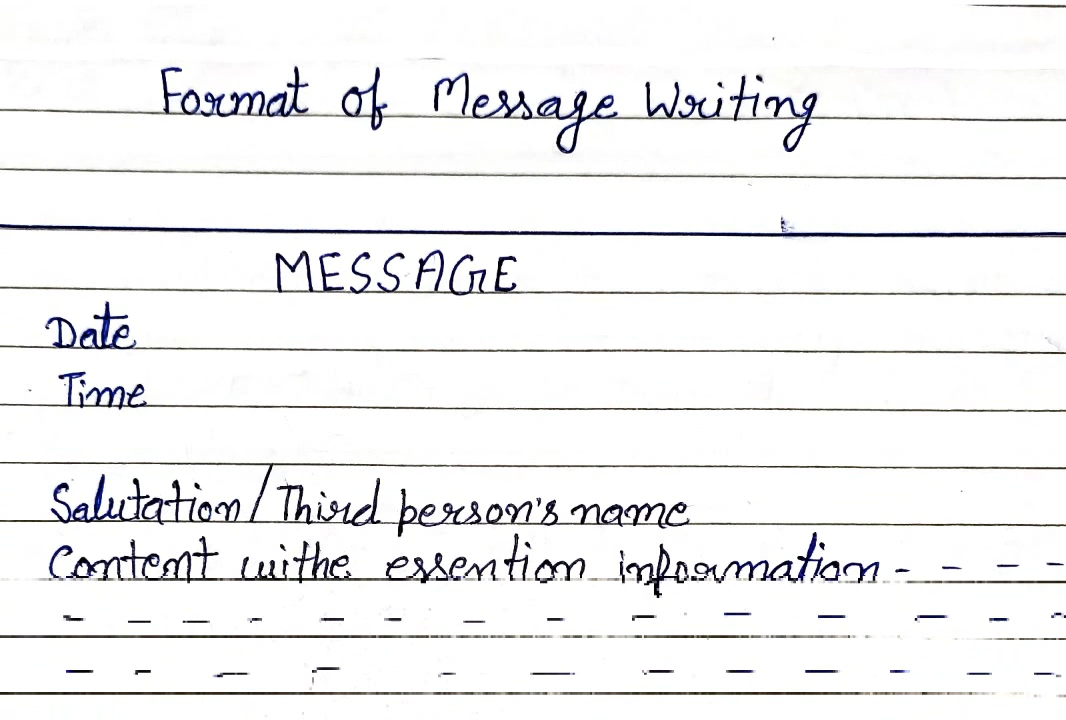 Format of Message Writing
MESSAGE
Date
Time
Salutation/Third person's name
Content withe essention information - - - -
- - - - - - - - - - - - - -
- - - - - - - - - - - - -